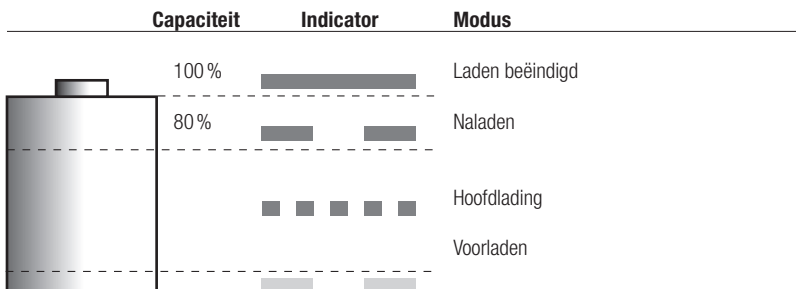 Capaciteit Indicator Modus
100 % Laden beëindigd
80 % Naladen
Hoofdlading
Voorladen